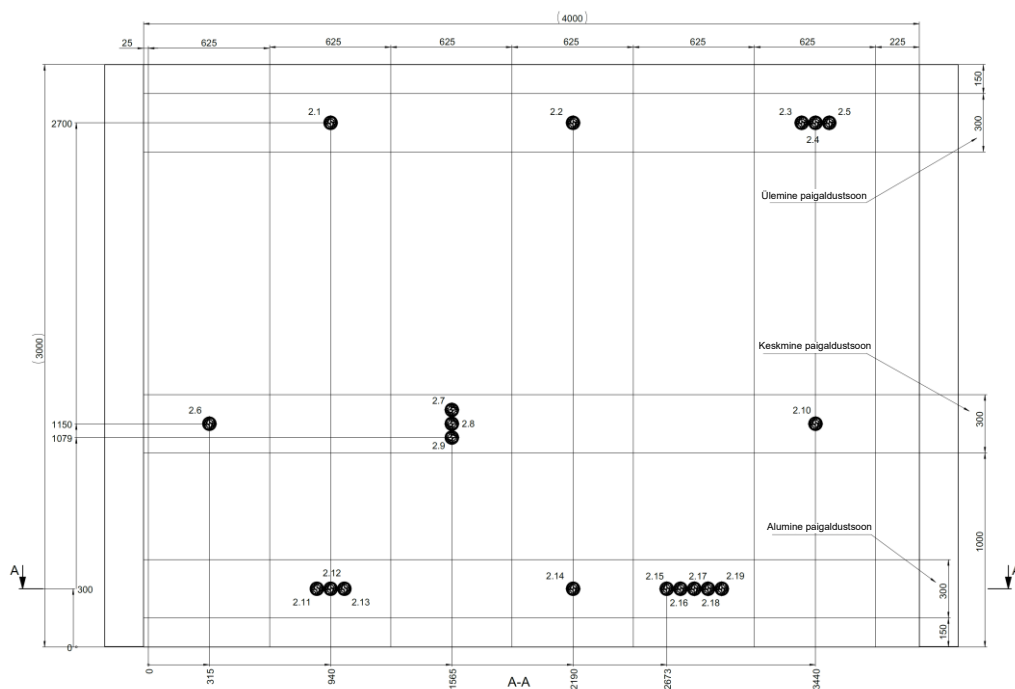 (4000)
25 625 625 625 625 625 625 225
150
2700 2.1 2.2 2.3 2.5
2.4
300
Ülemine paigaldustsoon
(3000)
Keskmine paigaldustsoon
2.6 2.7 2.10
1150 2.8
300
1079 2.9
1000
Alumine paigaldustsoon
A A
2.12 2.14 2.15 2.17 2.19
300 300
2.11 2.13 2.16 2.18
150
0
0 315 940 1565 2190 2673 3440
A-A